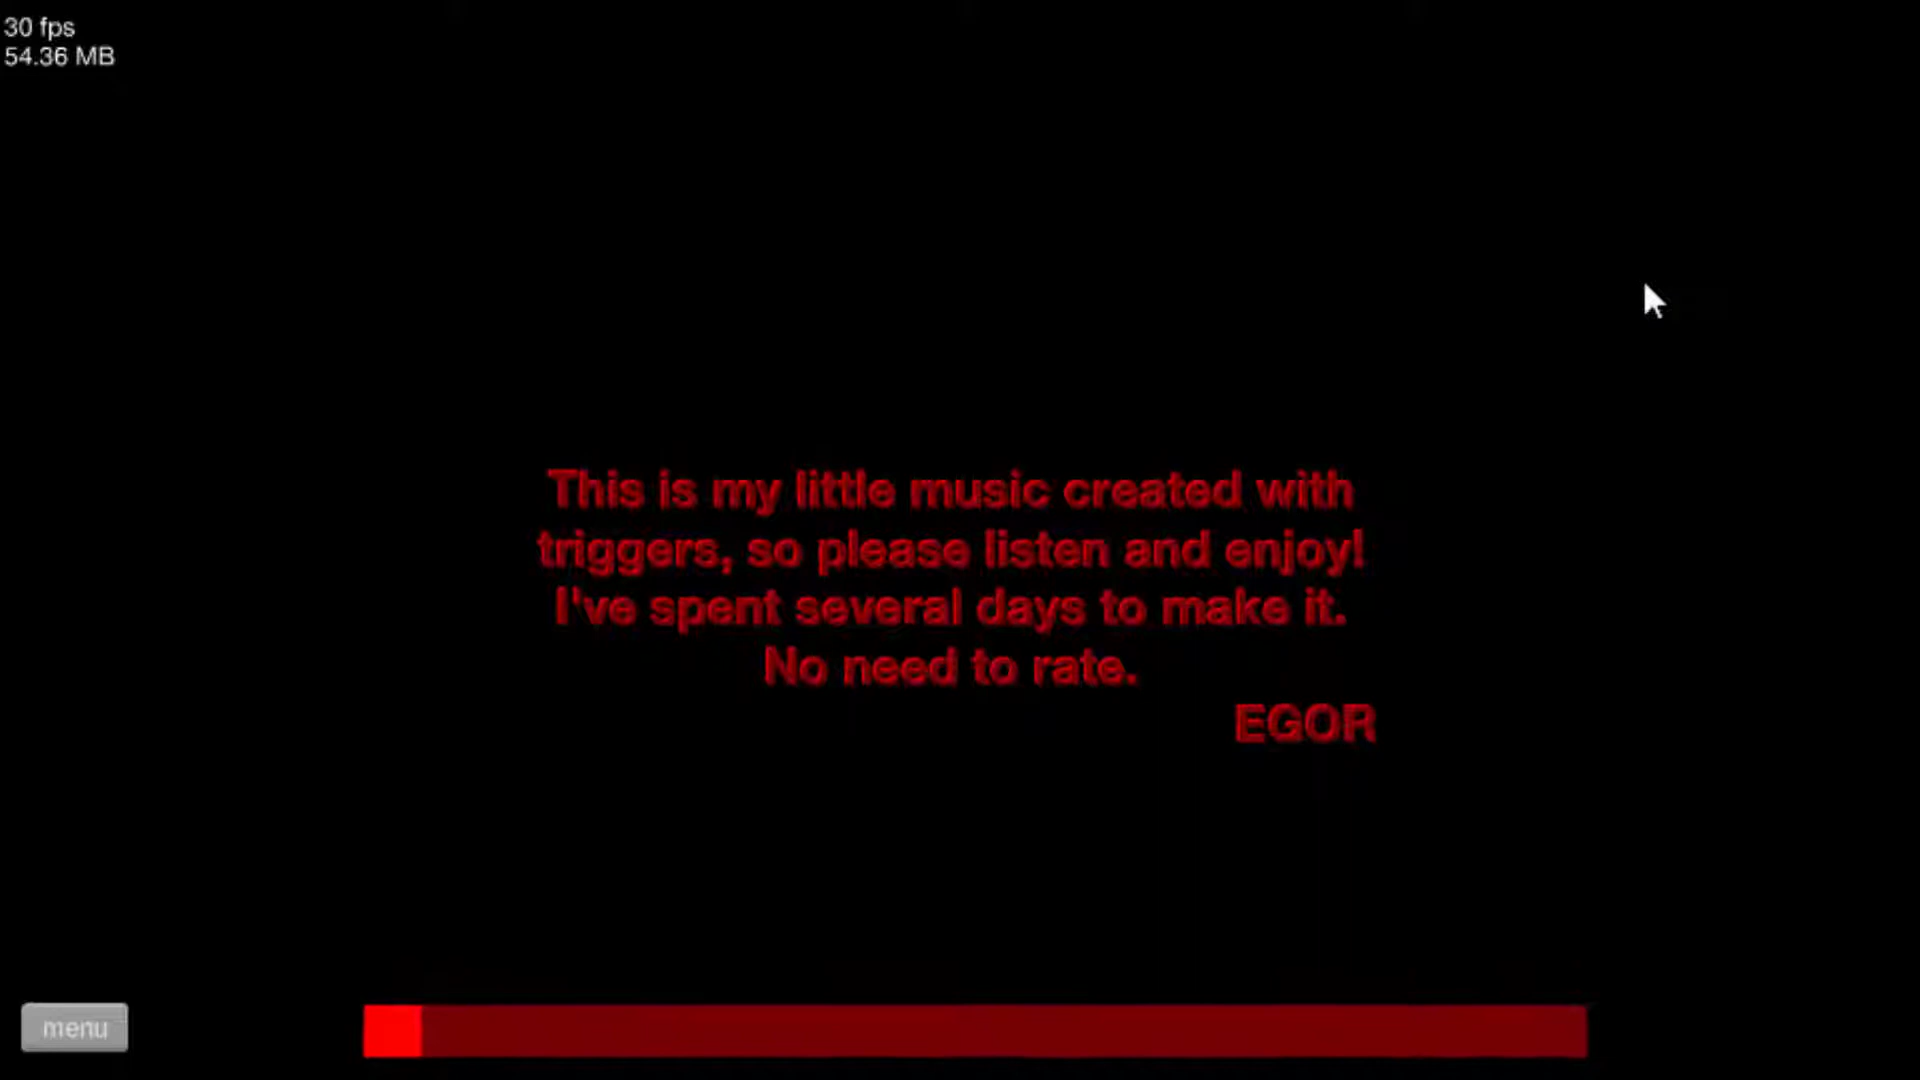 30 fps
54.36 MB
This is my little music created with
triggers, so please listen and enjoy!
I've spent several days to make it.
No need to rate.
EGOR
menu